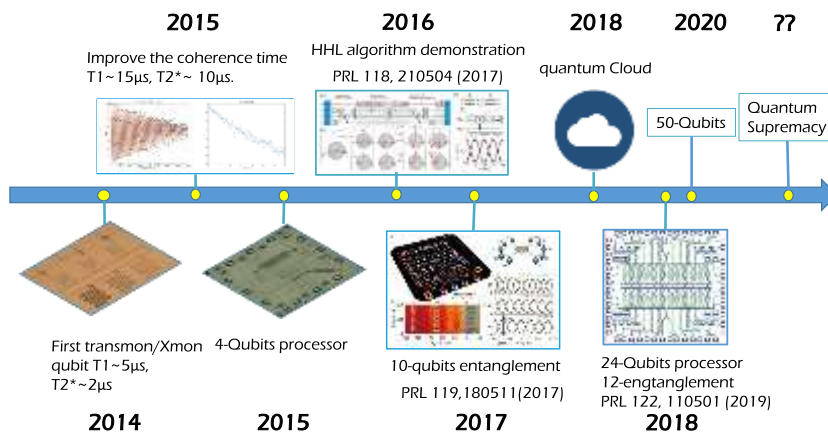 2015
2016
2018
2020
??
Improve the coherence time
T1~15µs, T2*~ 10µs.
HHL algorithm demonstration
PRL 118, 210504 (2017)
quantum Cloud
50-Qubits
Quantum
Supremacy
First transmon/Xmon
qubit T1~5µs,
T2*~2µs
4-Qubits processor
10-qubits entanglement
PRL 119,180511(2017)
24-Qubits processor
12-engtanglement
PRL 122, 110501 (2019)
2014
2015
2017
2018